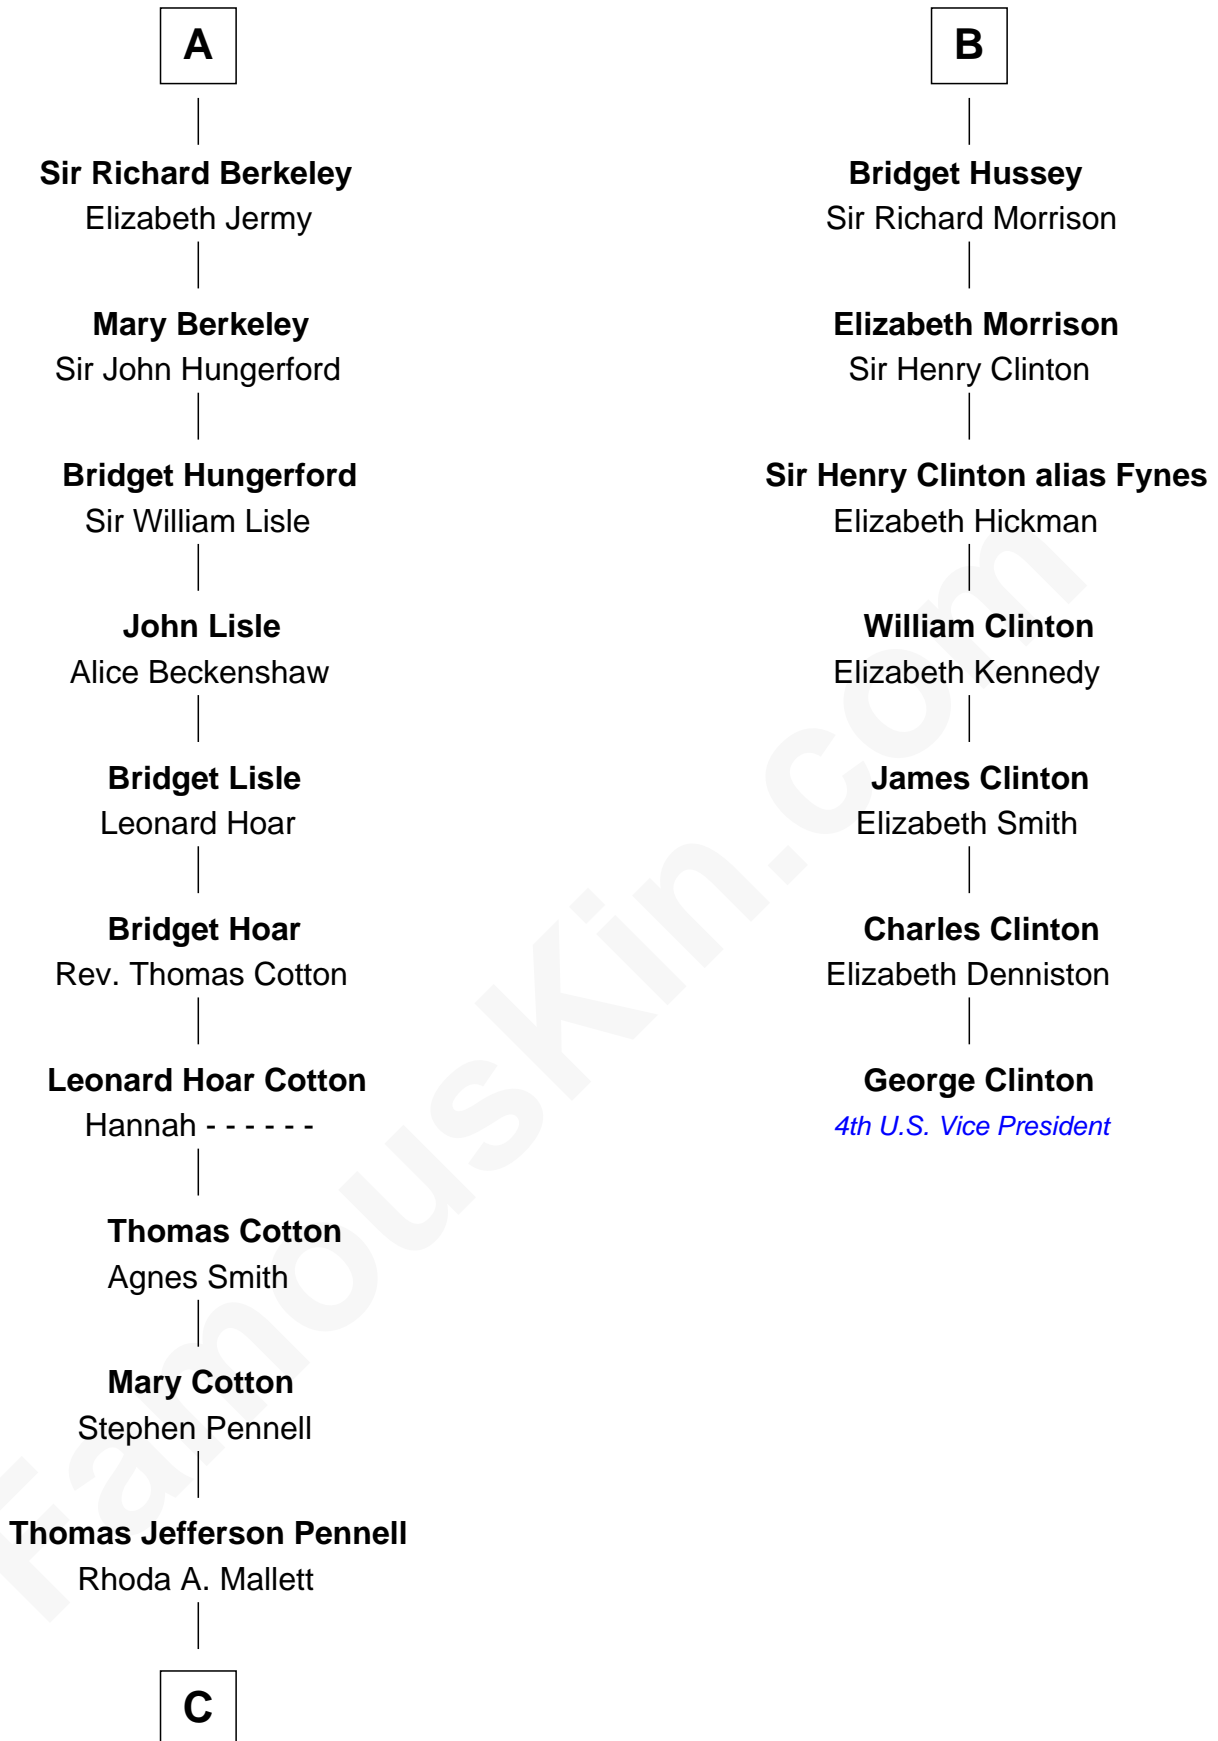 A
Sir Richard Berkeley
Elizabeth Jermy
Mary Berkeley
Sir John Hungerford
Bridget Hungerford
Sir William Lisle
John Lisle
Alice Beckenshaw
Bridget Lisle
Leonard Hoar
Bridget Hoar
Rev. Thomas Cotton
Leonard Hoar Cotton
Hannah - - - - - -
Thomas Cotton
Agnes Smith
Mary Cotton
Stephen Pennell
Thomas Jefferson Pennell
Rhoda A. Mallett
C
B
Bridget Hussey
Sir Richard Morrison
Elizabeth Morrison
Sir Henry Clinton
Sir Henry Clinton alias Fynes
Elizabeth Hickman
William Clinton
Elizabeth Kennedy
James Clinton
Elizabeth Smith
Charles Clinton
Elizabeth Denniston
George Clinton
4th U.S. Vice President
FamousKin.com